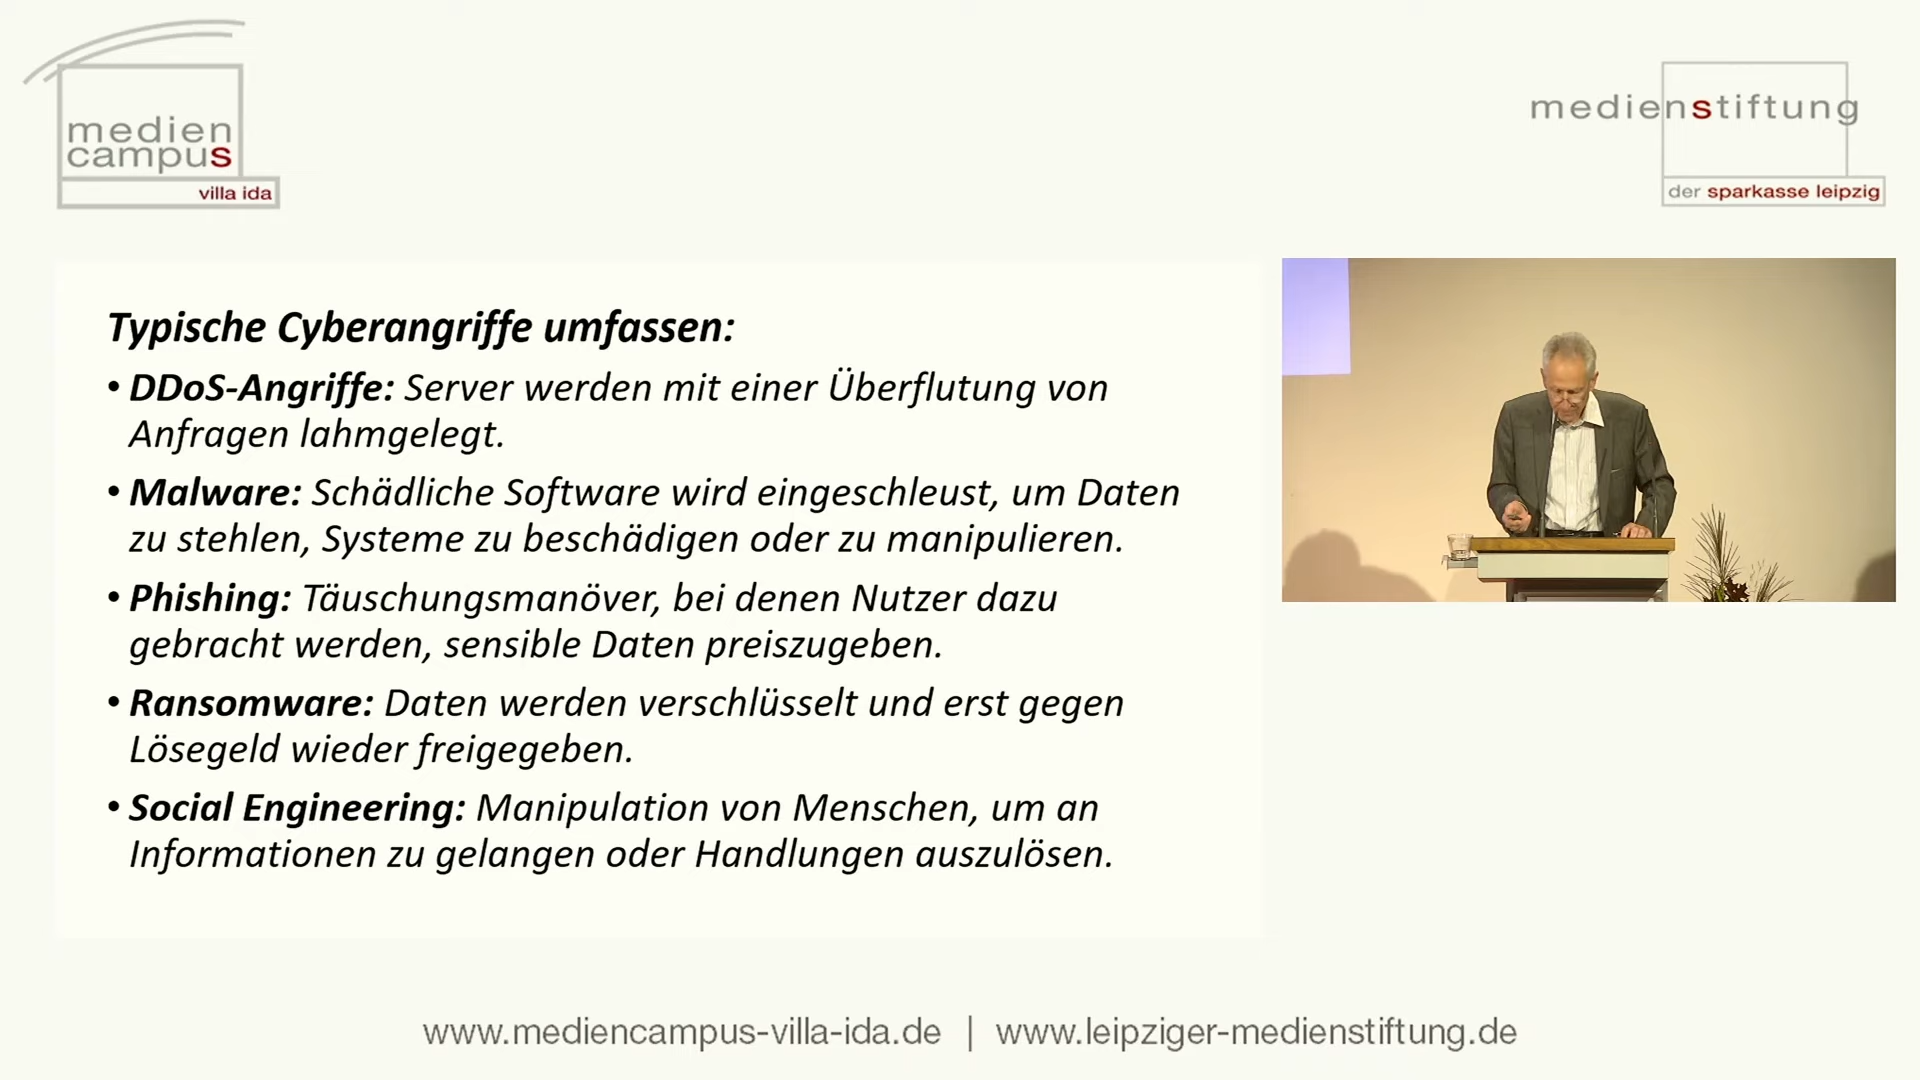 medien
campus
villa ida
medienstiftung
der sparkasse leipzig
Typische Cyberangriffe umfassen:
• DDoS-Angriffe: Server werden mit einer Überflutung von
Anfragen lahmgelegt.
• Malware: Schädliche Software wird eingeschleust, um Daten
zu stehlen, Systeme zu beschädigen oder zu manipulieren.
• Phishing: Täuschungsmanöver, bei denen Nutzer dazu
gebracht werden, sensible Daten preiszugeben.
• Ransomware: Daten werden verschlüsselt und erst gegen
Lösegeld wieder freigegeben.
• Social Engineering: Manipulation von Menschen, um an
Informationen zu gelangen oder Handlungen auszulösen.
www.mediencampus-villa-ida.de | www.leipziger-medienstiftung.de